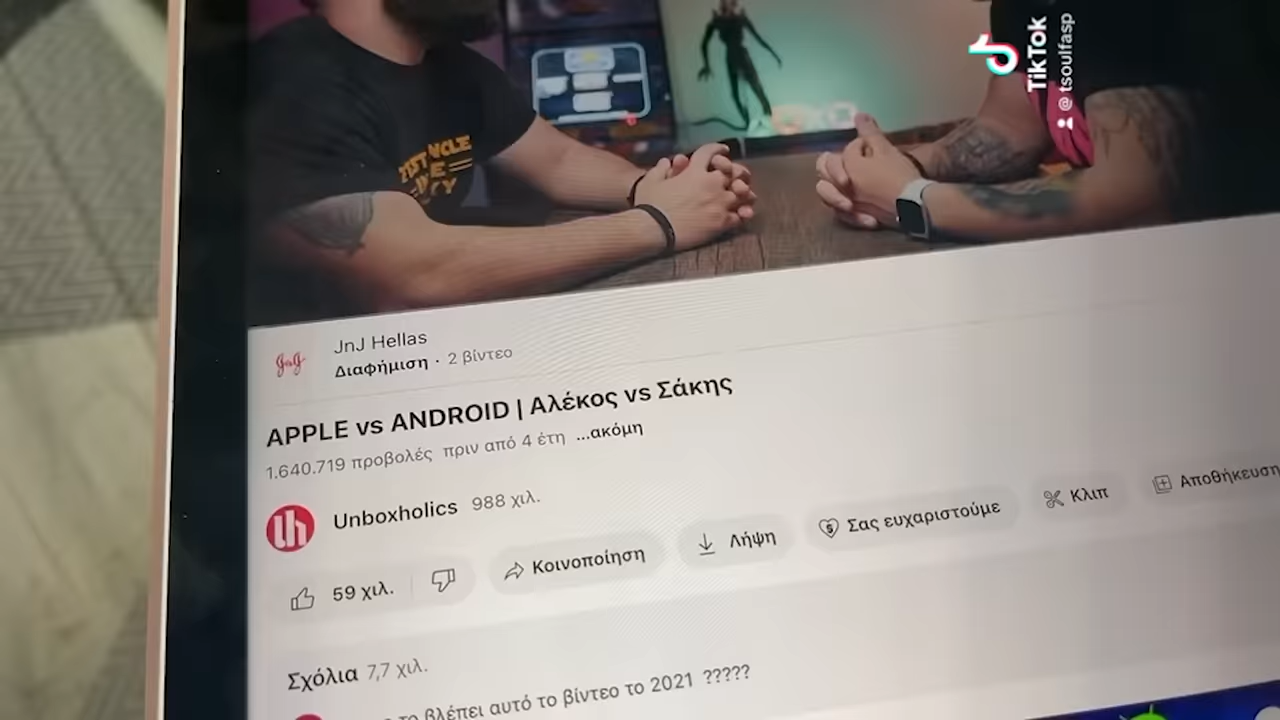 TikTok
@tsoulfasp
JnJ Hellas
Διαφήμιση · 2 βίντεο
APPLE vs ANDROID | Αλέκος vs Σάκης
1.640.719 προβολές πριν από 4 έτη ...ακόμη
Unboxholics 988 χιλ.
59 χιλ. Κοινοποίηση Λήψη Σας ευχαριστούμε Κλιπ Αποθήκευση
Σχόλια 7,7 χιλ.
το βλέπει αυτό το βίντεο το 2021 ?????